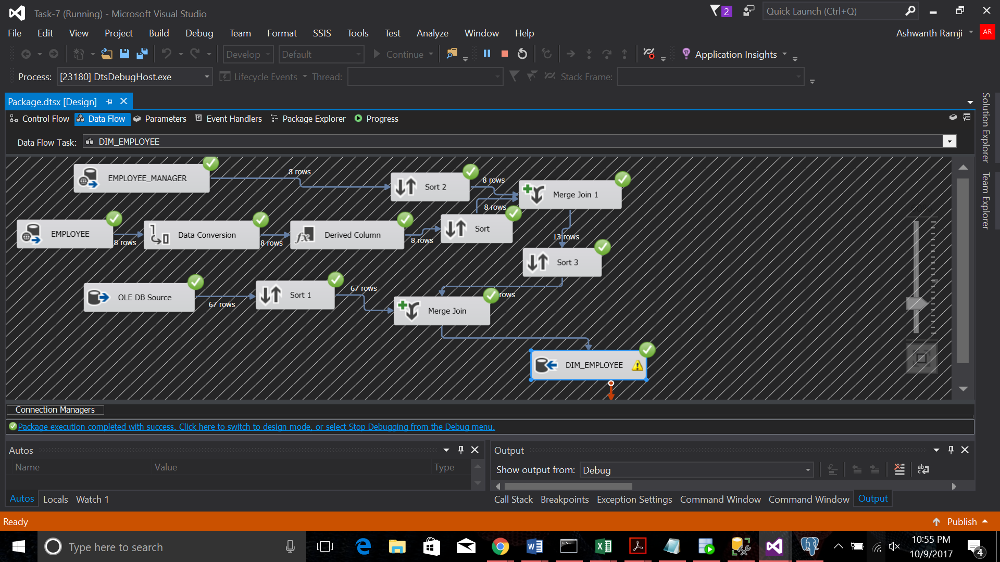 Task-7 (Running) - Microsoft Visual Studio
2
Quick Launch (Ctrl+Q)
File Edit View Project Build Debug Team Format SSIS Tools Test Analyze Window Help
Ashwanth Ramji
AR
Develop
Default
Continue
Application Insights
Process: [23180] DtsDebugHost.exe
Lifecycle Events
Thread:
Stack Frame:
Package.dtsx [Design]
Control Flow
Data Flow
Parameters
Event Handlers
Package Explorer
Progress
Data Flow Task: DIM_EMPLOYEE
EMPLOYEE_MANAGER
8 rows
Sort 2
8 rows
Merge Join 1
EMPLOYEE
8 rows
Data Conversion
8 rows
Derived Column
8 rows
Sort
8 rows
13 rows
Sort 3
OLE DB Source
67 rows
Sort 1
67 rows
Merge Join
rows
DIM_EMPLOYEE
Solution Explorer
Team Explorer
Connection Managers
Package execution completed with success. Click here to switch to design mode, or select Stop Debugging from the Debug menu.
Autos
Name Value Type
Autos Locals Watch 1
Output
Show output from: Debug
Call Stack Breakpoints Exception Settings Command Window Command Window Output
Ready
Publish
Type here to search
10:55 PM
10/9/2017
4